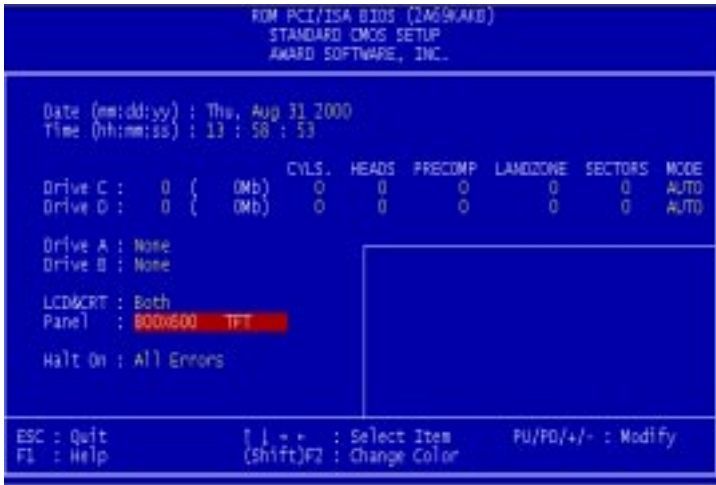 ROM PCI/ISA BIOS (2A69KAKB)
STANDARD CMOS SETUP
AWARD SOFTWARE, INC.
Date (mm:dd:yy) : Thu, Aug 31 2000
Time (hh:mm:ss) : 13 : 58 : 53
CYLS. HEADS PRECOMP LANDZONE SECTORS MODE
Drive C : 0 ( 0Mb) 0 0 0 0 0 AUTO
Drive D : 0 ( 0Mb) 0 0 0 0 0 AUTO
Drive A : None
Drive B : None
LCD&CRT : Both
Panel : 800X600 TFT
Halt On : All Errors
ESC : Quit ↑ ↓ → ← : Select Item PU/PD/+/- : Modify
F1 : Help (Shift)F2 : Change Color